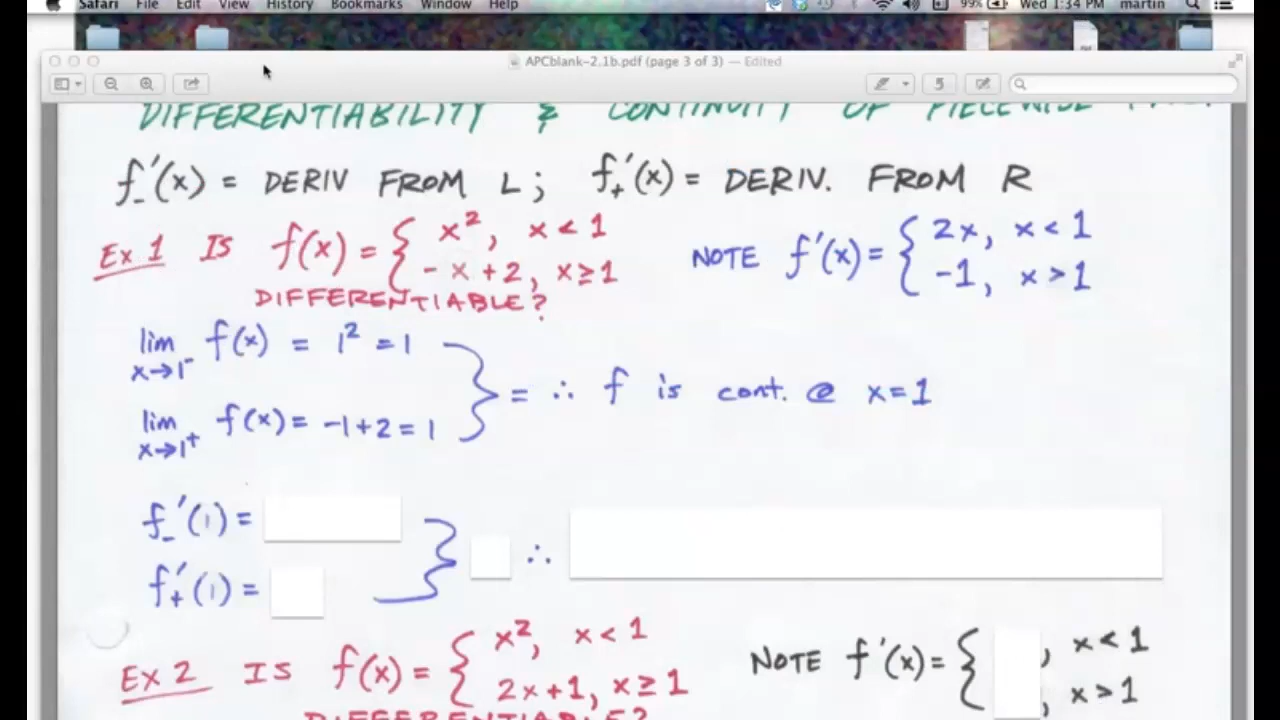 Safari File Edit View History Bookmarks Window Help 99% Wed 1:34 PM martin
APCblank-2.1b.pdf (page 3 of 3) — Edited
DIFFERENTIABILITY & CONTINUITY OF PIECEWISE
f₋'(x) = DERIV FROM L; f₊'(x) = DERIV. FROM R
Ex 1 IS f(x) = { x², x < 1
- x + 2, x ≥ 1
DIFFERENTIABLE?
NOTE f'(x) = { 2x, x < 1
-1, x > 1
lim x→1⁻ f(x) = 1² = 1
lim x→1⁺ f(x) = -1+2 = 1
} = ∴ f is cont. @ x=1
f₋'(1) =
f₊'(1) =
} ∴
Ex 2 IS f(x) = { x², x < 1
2x+1, x ≥ 1
DIFFERENTIABLE?
NOTE f'(x) = { , x < 1
, x > 1